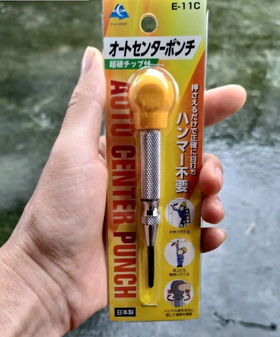 E-11C
オートセンターポンチ
超硬チップ付
AUTO CENTER PUNCH
押さえるだけで正確に目打ち
ハンマー不要
日本製